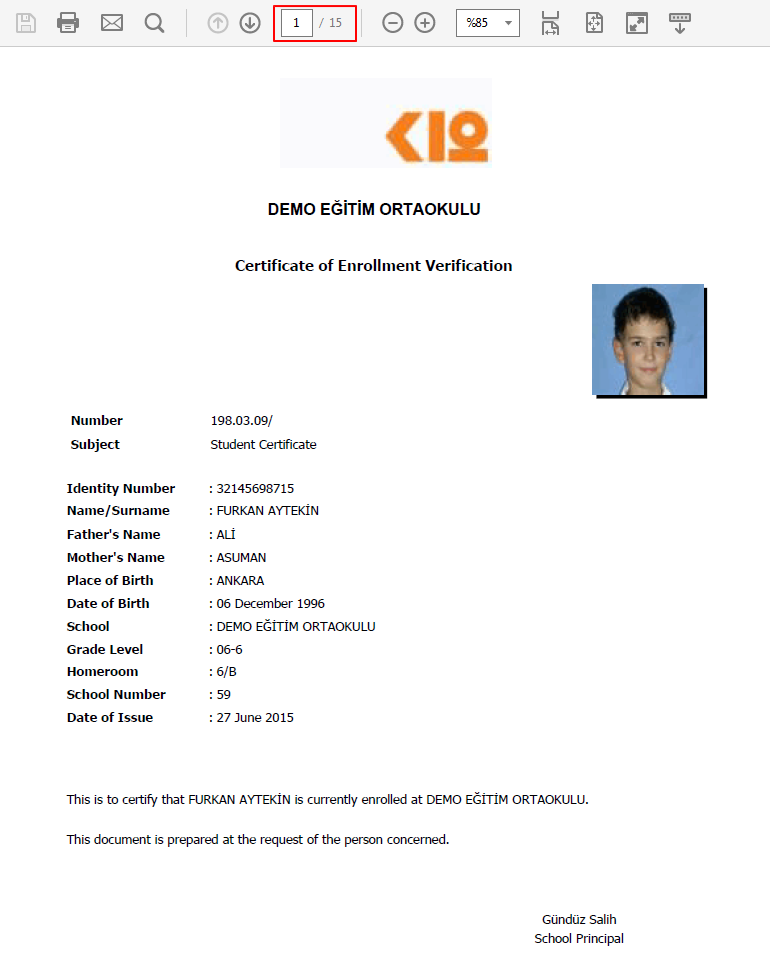 1 / 15
%85
K12
DEMO EĞİTİM ORTAOKULU
Certificate of Enrollment Verification
Number 198.03.09/
Subject Student Certificate
Identity Number : 32145698715
Name/Surname : FURKAN AYTEKİN
Father's Name : ALİ
Mother's Name : ASUMAN
Place of Birth : ANKARA
Date of Birth : 06 December 1996
School : DEMO EĞİTİM ORTAOKULU
Grade Level : 06-6
Homeroom : 6/B
School Number : 59
Date of Issue : 27 June 2015
This is to certify that FURKAN AYTEKİN is currently enrolled at DEMO EĞİTİM ORTAOKULU.
This document is prepared at the request of the person concerned.
Gündüz Salih
School Principal